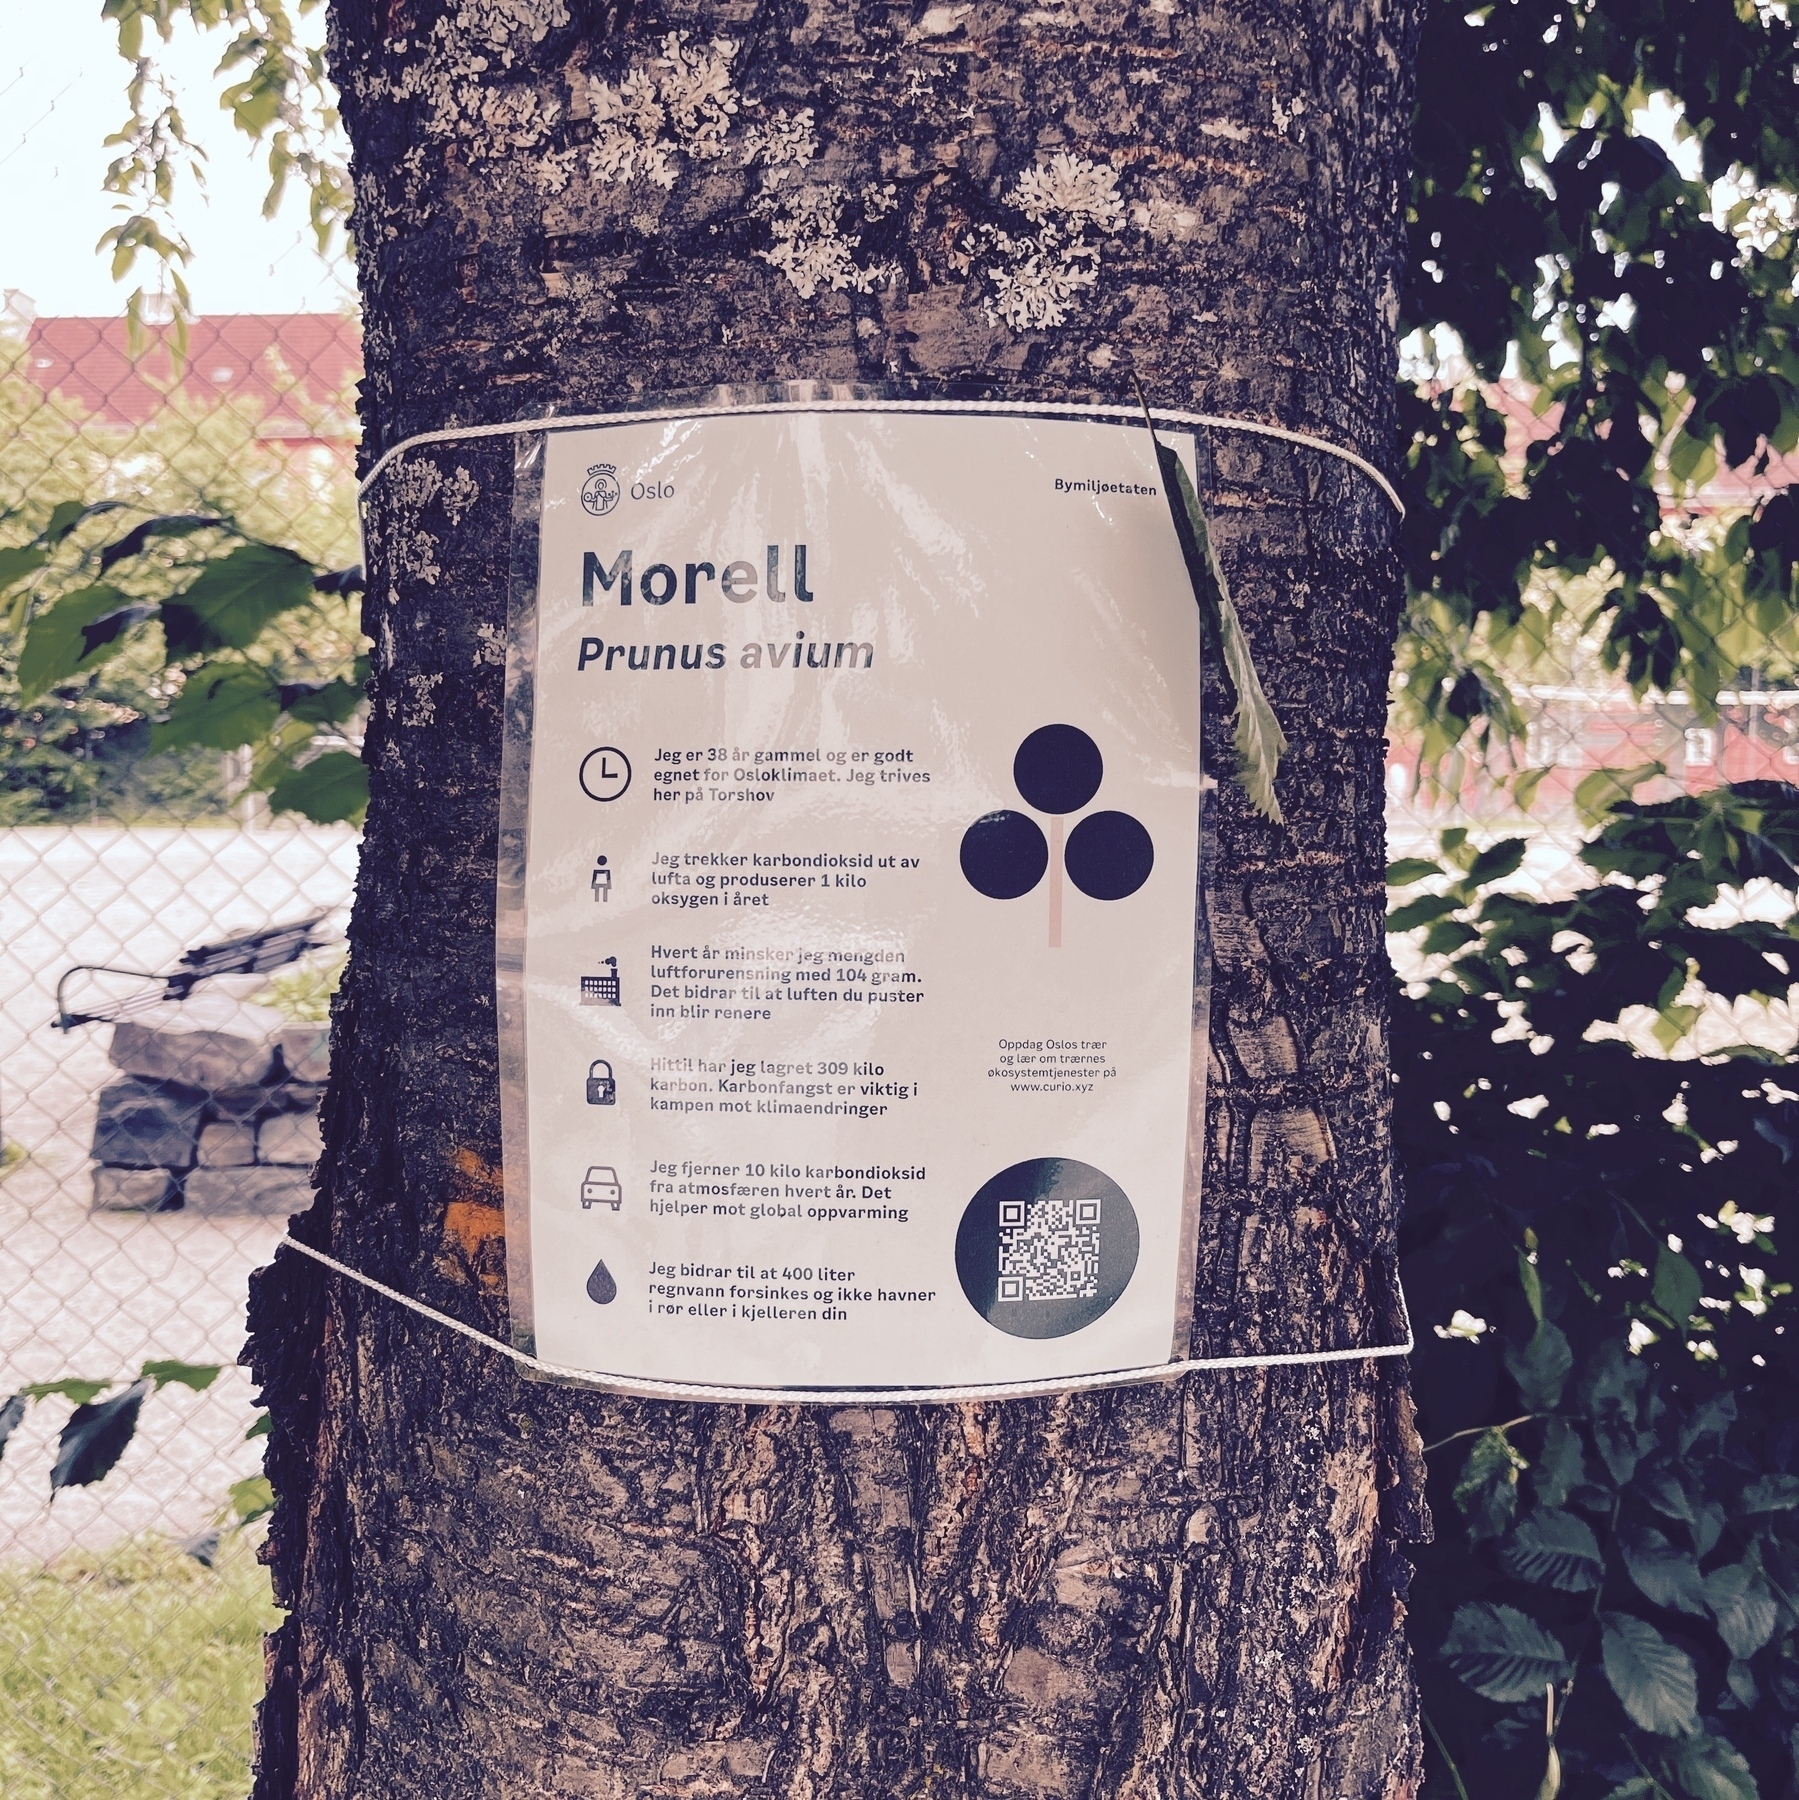 Oslo
Bymiljøetaten
Morell
Prunus avium
Jeg er 38 år gammel og er godt
egnet for Osloklimaet. Jeg trives
her på Torshov
Jeg trekker karbondioksid ut av
lufta og produserer 1 kilo
oksygen i året
Hvert år minsker jeg mengden
luftforurensning med 104 gram.
Det bidrar til at luften du puster
inn blir renere
Hittil har jeg lagret 309 kilo
karbon. Karbonfangst er viktig i
kampen mot klimaendringer
Jeg fjerner 10 kilo karbondioksid
fra atmosfæren hvert år. Det
hjelper mot global oppvarming
Jeg bidrar til at 400 liter
regnvann forsinkes og ikke havner
i rør eller i kjelleren din
Oppdag Oslos trær
og lær om trærnes
økosystemtjenester på
www.curio.xyz